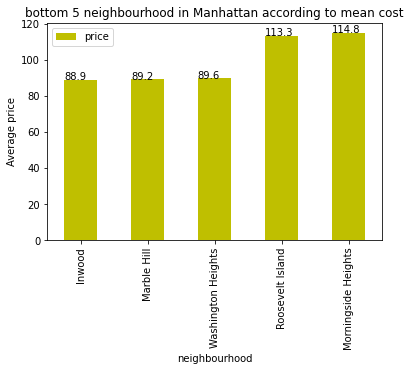 bottom 5 neighbourhood in Manhattan according to mean cost
price
120
100
80
60
40
20
0
Average price
88.9
89.2
89.6
113.3
114.8
Inwood
Marble Hill
Washington Heights
Roosevelt Island
Morningside Heights
neighbourhood